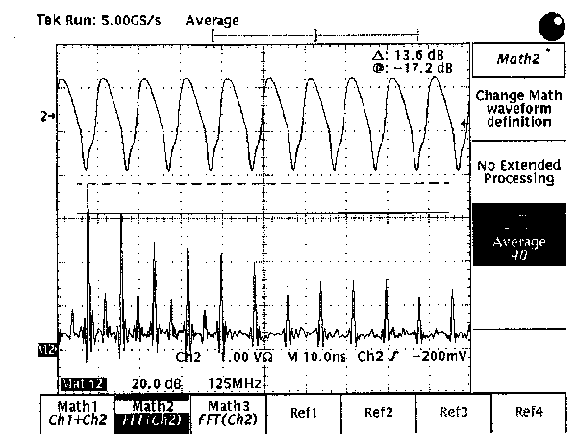 Tek Run: 5.00GS/s Average
Δ: 13.6 dB
@: -17.2 dB
Math2
Change Math
waveform
definition
No Extended
Processing
Average
40
2→
M2
Ch2 1.00 VΩ M 10.0ns Ch2 ∫ -200mV
Math2 20.0 dB 125MHz
Math1
Ch1+Ch2
Math2
FFT(Ch2)
Math3
FFT(Ch2)
Ref1
Ref2
Ref3
Ref4